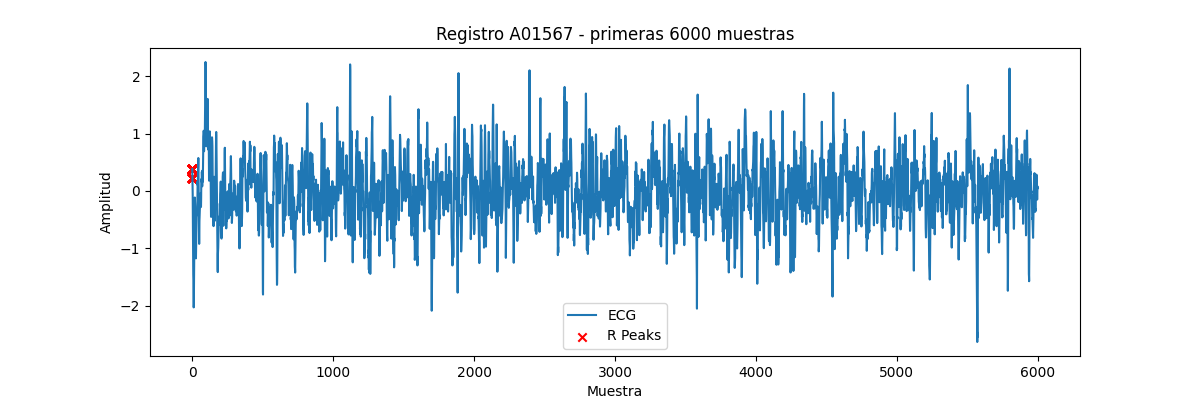 Registro A01567 - primeras 6000 muestras
Amplitud
2
1
0
−1
−2
ECG
R Peaks
0 1000 2000 3000 4000 5000 6000
Muestra